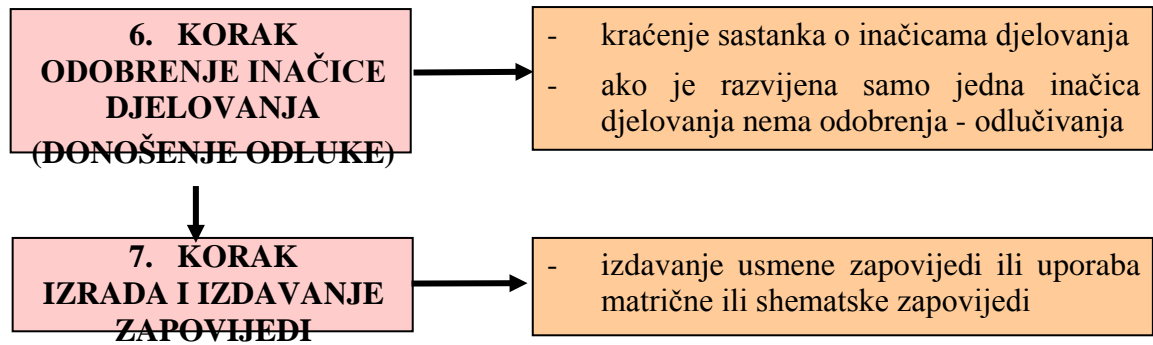 6. KORAK
ODOBRENJE INAČICE
DJELOVANJA
(DONOŠENJE ODLUKE)
- kraćenje sastanka o inačicama djelovanja
- ako je razvijena samo jedna inačica
djelovanja nema odobrenja - odlučivanja
7. KORAK
IZRADA I IZDAVANJE
ZAPOVIJEDI
- izdavanje usmene zapovijedi ili uporaba
matrične ili shematske zapovijedi